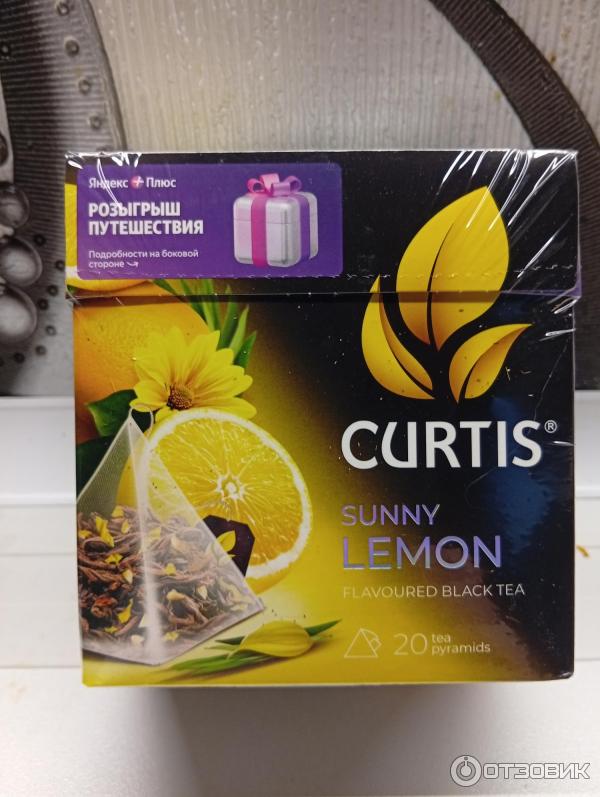 Яндекс Плюс
РОЗЫГРЫШ
ПУТЕШЕСТВИЯ
Подробности на боковой
стороне →
CURTIS®
SUNNY
LEMON
FLAVOURED BLACK TEA
20 tea
pyramids
ОТЗОВИК